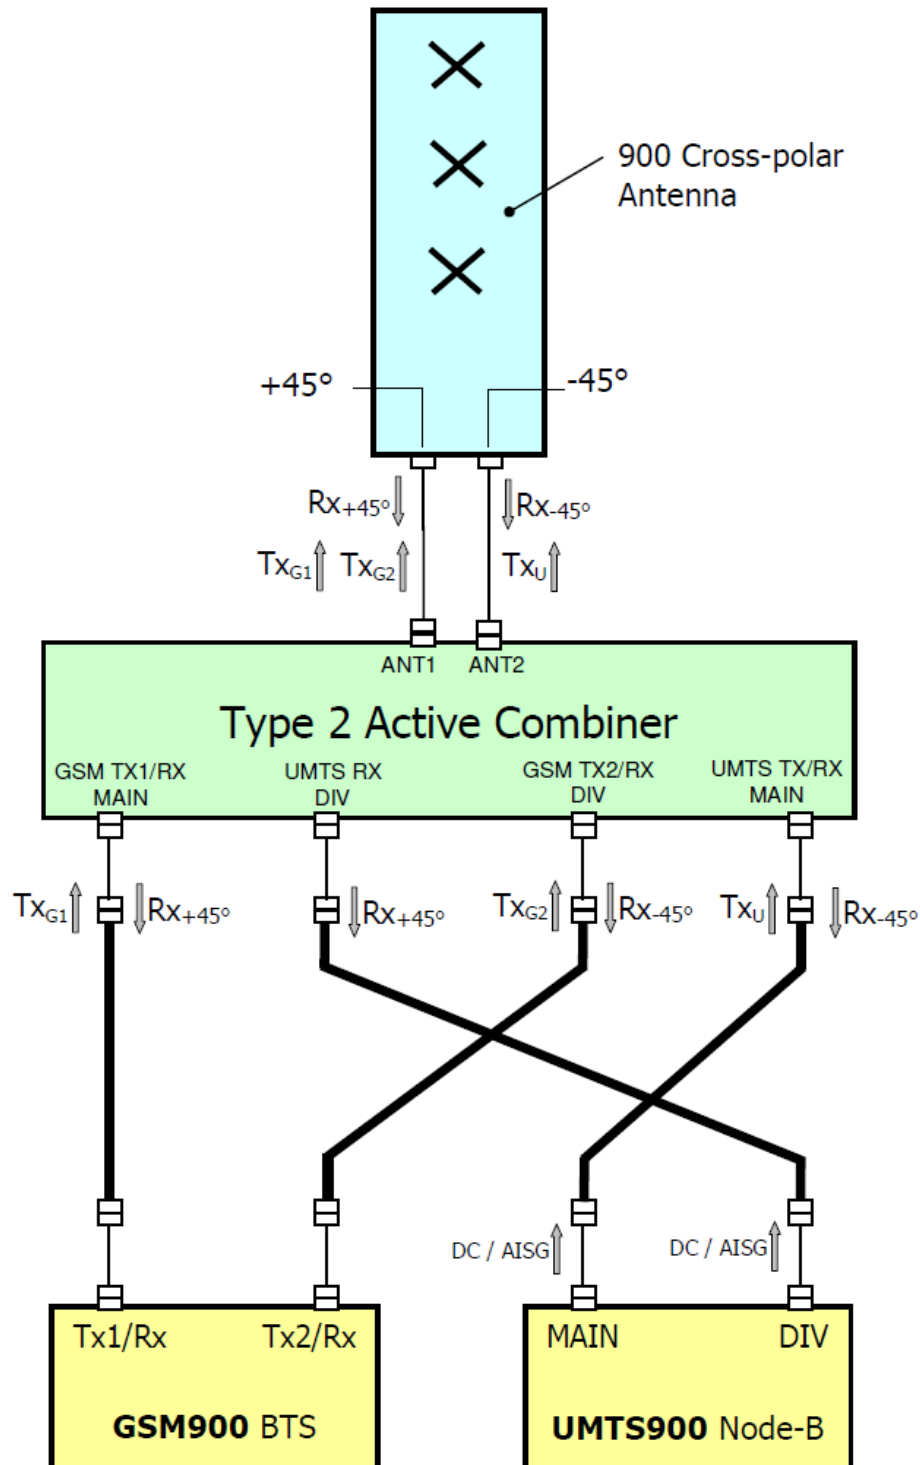 900 Cross-polar
Antenna
+45°
-45°
Rx+45°
Rx-45°
TxG1
TxG2
TxU
ANT1
ANT2
Type 2 Active Combiner
GSM TX1/RX
MAIN
UMTS RX
DIV
GSM TX2/RX
DIV
UMTS TX/RX
MAIN
TxG1
Rx+45°
Rx+45°
TxG2
Rx-45°
TxU
Rx-45°
DC / AISG
DC / AISG
Tx1/Rx
Tx2/Rx
MAIN
DIV
GSM900 BTS
UMTS900 Node-B